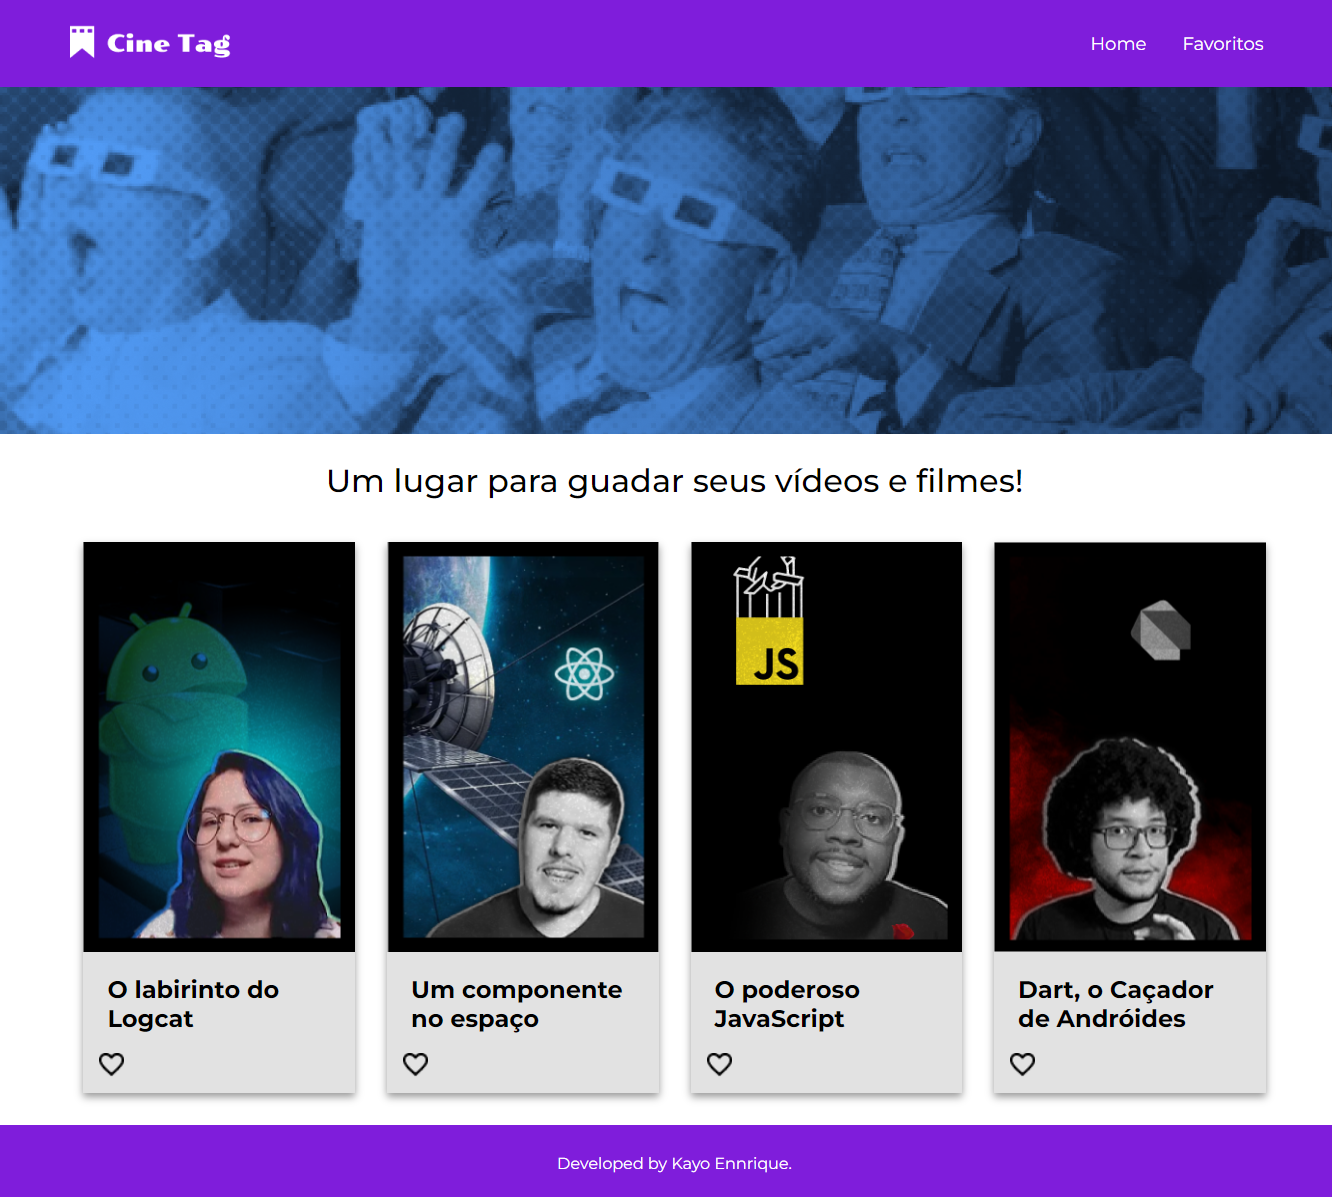 Cine Tag
Home
Favoritos
Um lugar para guadar seus vídeos e filmes!
JS
O labirinto do
Logcat
Um componente
no espaço
O poderoso
JavaScript
Dart, o Caçador
de Andróides
Developed by Kayo Ennrique.